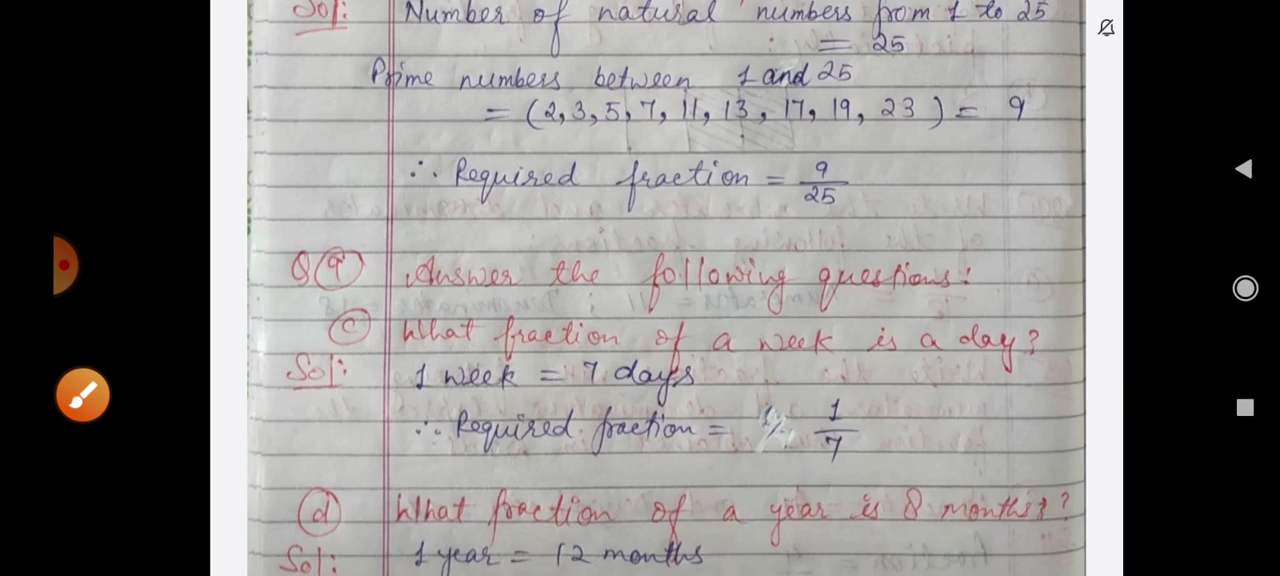 Sol: Number of natural numbers from 1 to 25
= 25
Prime numbers between 1 and 25
= (2, 3, 5, 7, 11, 13, 17, 19, 23) = 9
∴ Required fraction = 9/25
Q9 Answer the following questions:
(c) What fraction of a week is a day?
Sol: 1 week = 7 days
∴ Required fraction = 1/7
(d) What fraction of a year is 8 months?
Sol: 1 year = 12 months